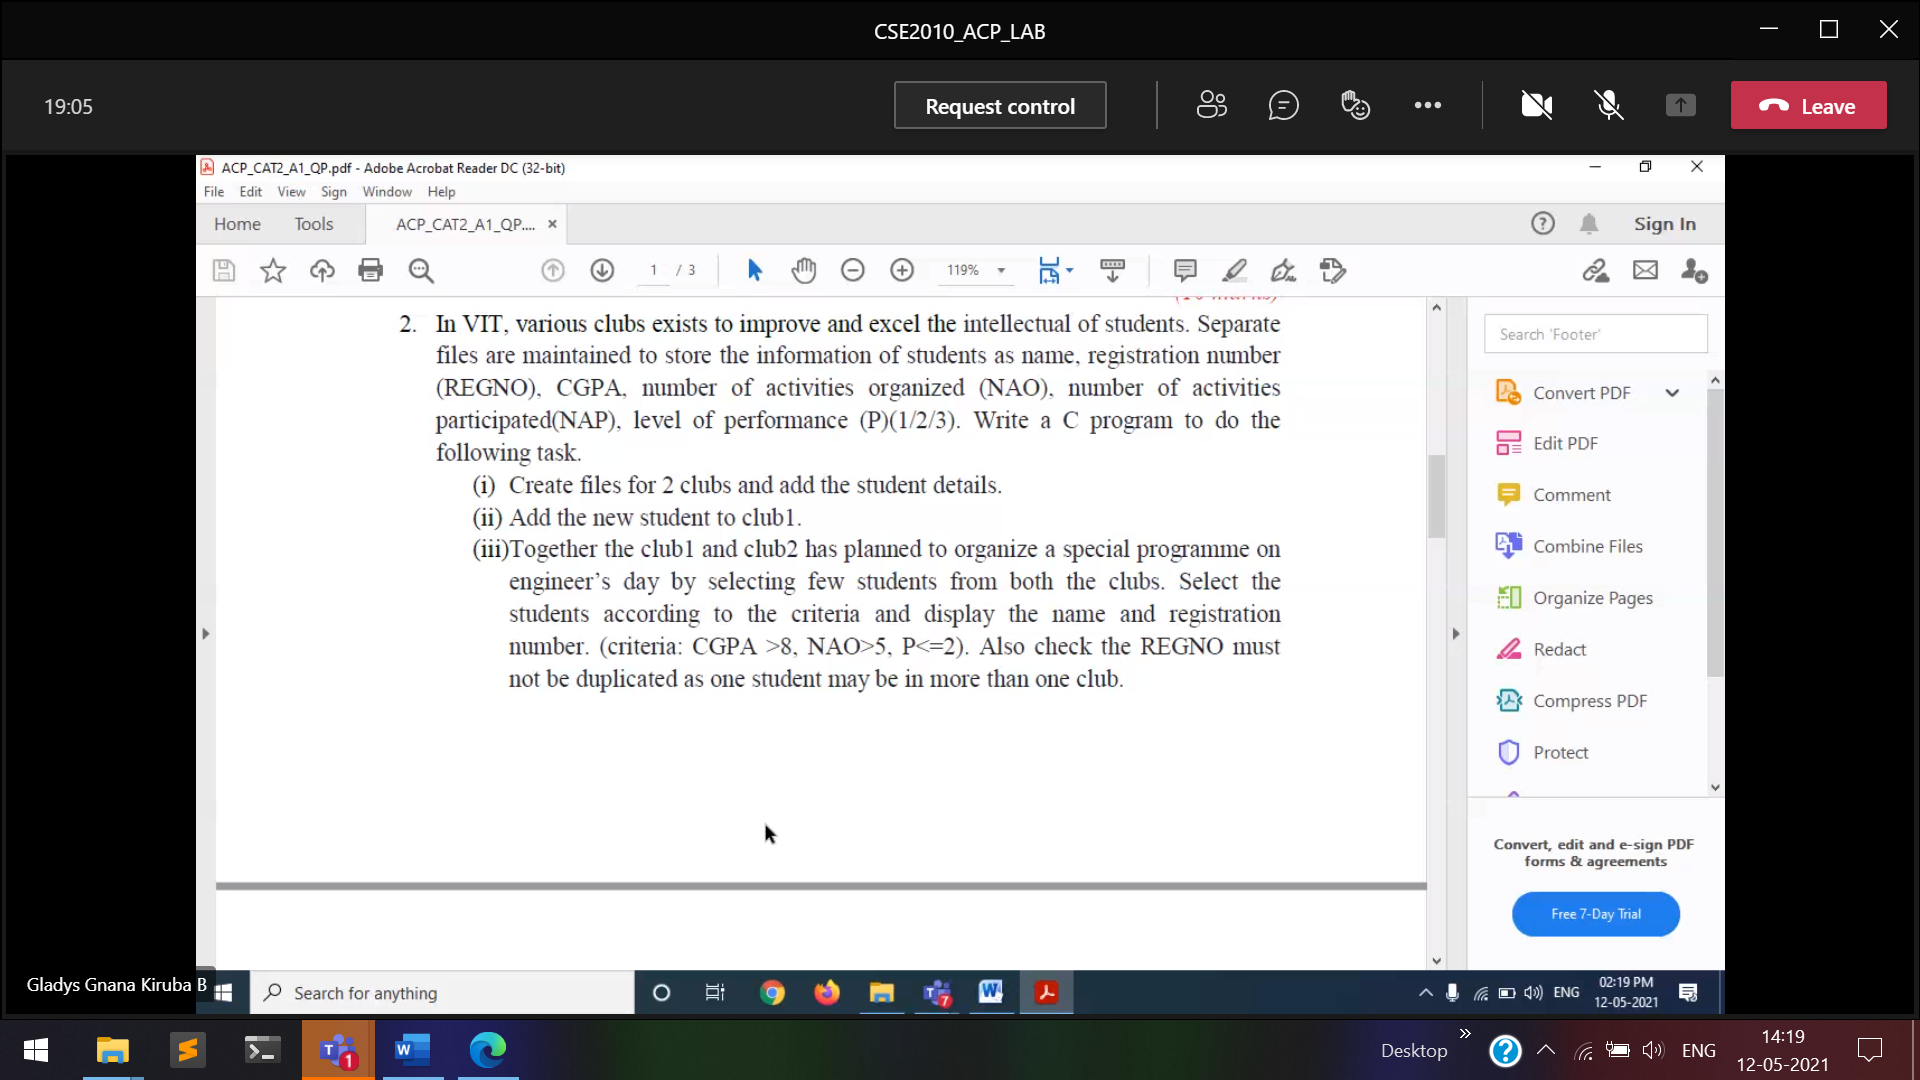 CSE2010_ACP_LAB
19:05
Request control
Leave
ACP_CAT2_A1_QP.pdf - Adobe Acrobat Reader DC (32-bit)
File Edit View Sign Window Help
Home Tools ACP_CAT2_A1_QP....
Sign In
1 / 3
119%
2. In VIT, various clubs exists to improve and excel the intellectual of students. Separate
files are maintained to store the information of students as name, registration number
(REGNO), CGPA, number of activities organized (NAO), number of activities
participated(NAP), level of performance (P)(1/2/3). Write a C program to do the
following task.
(i) Create files for 2 clubs and add the student details.
(ii) Add the new student to club1.
(iii)Together the club1 and club2 has planned to organize a special programme on
engineer's day by selecting few students from both the clubs. Select the
students according to the criteria and display the name and registration
number. (criteria: CGPA >8, NAO>5, P<=2). Also check the REGNO must
not be duplicated as one student may be in more than one club.
Search 'Footer'
Convert PDF
Edit PDF
Comment
Combine Files
Organize Pages
Redact
Compress PDF
Protect
Convert, edit and e-sign PDF
forms & agreements
Free 7-Day Trial
Gladys Gnana Kiruba B
Search for anything
7
ENG
02:19 PM
12-05-2021
1
Desktop
ENG
14:19
12-05-2021